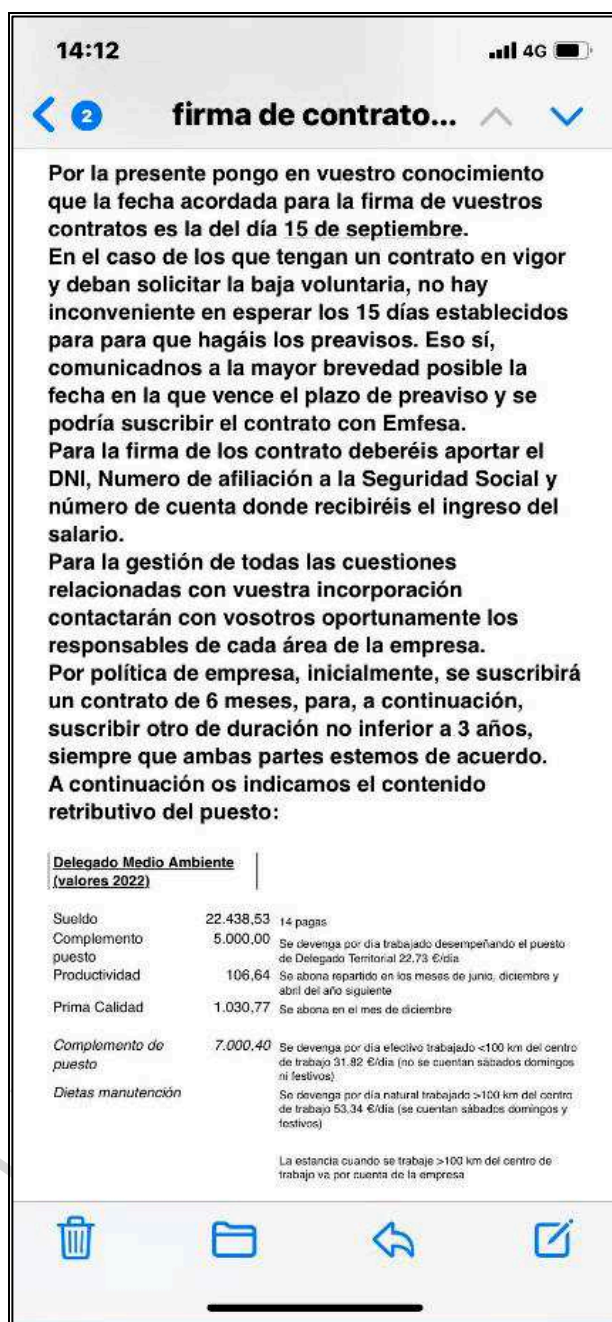 14:12 4G
2 firma de contrato...
Por la presente pongo en vuestro conocimiento
que la fecha acordada para la firma de vuestros
contratos es la del día 15 de septiembre.
En el caso de los que tengan un contrato en vigor
y deban solicitar la baja voluntaria, no hay
inconveniente en esperar los 15 días establecidos
para para que hagáis los preavisos. Eso sí,
comunicadnos a la mayor brevedad posible la
fecha en la que vence el plazo de preaviso y se
podría suscribir el contrato con Emfesa.
Para la firma de los contrato deberéis aportar el
DNI, Numero de afiliación a la Seguridad Social y
número de cuenta donde recibiréis el ingreso del
salario.
Para la gestión de todas las cuestiones
relacionadas con vuestra incorporación
contactarán con vosotros oportunamente los
responsables de cada área de la empresa.
Por política de empresa, inicialmente, se suscribirá
un contrato de 6 meses, para, a continuación,
suscribir otro de duración no inferior a 3 años,
siempre que ambas partes estemos de acuerdo.
A continuación os indicamos el contenido
retributivo del puesto:
Delegado Medio Ambiente
(valores 2022)
Sueldo 22.438,53 14 pagas
Complemento puesto 5.000,00 Se devenga por día trabajado desempeñando el puesto
de Delegado Territorial 22,73 €/día
Productividad 106,64 Se abona repartido en los meses de junio, diciembre y
abril del año siguiente
Prima Calidad 1.030,77 Se abona en el mes de diciembre
Complemento de puesto 7.000,40 Se devenga por día efectivo trabajado <100 km del centro
de trabajo 31,82 €/día (no se cuentan sábados domingos
ni festivos)
Dietas manutención Se devenga por día natural trabajado >100 km del centro
de trabajo 53,34 €/día (se cuentan sábados domingos y
festivos)
La estancia cuando se trabaje >100 km del centro de
trabajo va por cuenta de la empresa